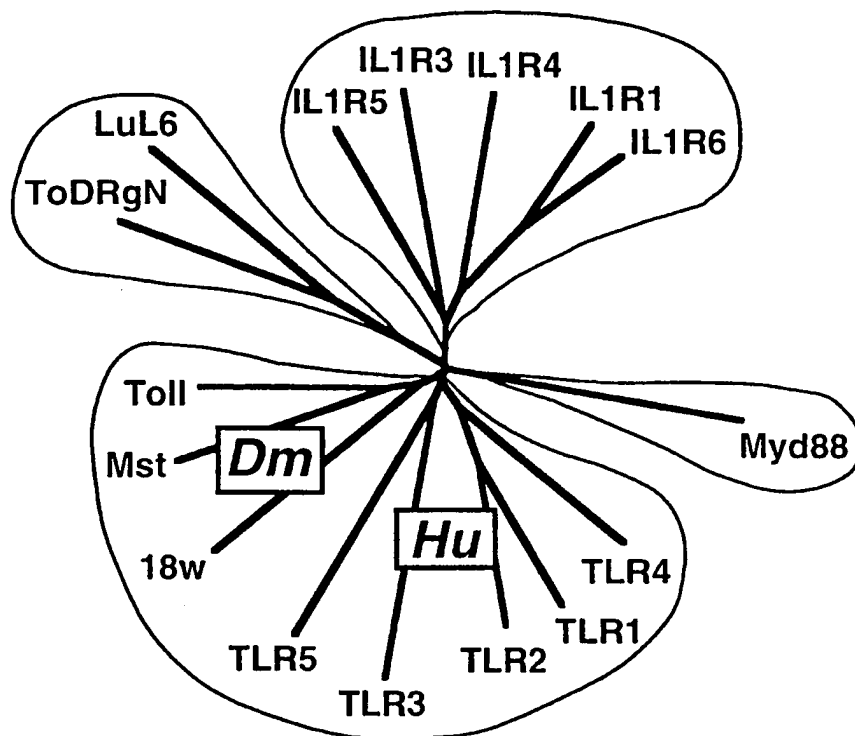 IL1R3
IL1R4
IL1R5
IL1R1
LuL6
IL1R6
ToDRgN
Toll
Myd88
Mst
Dm
18w
Hu
TLR4
TLR1
TLR5
TLR2
TLR3